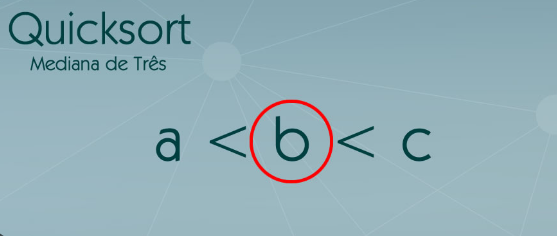 Quicksort
Mediana de Três
a < b < c